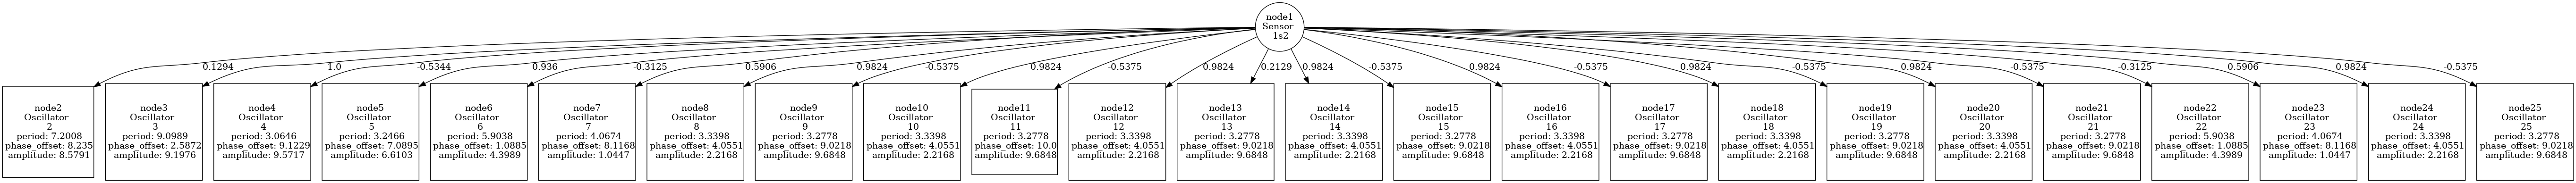 node1
Sensor
1s2
0.1294
1.0
-0.5344
0.936
-0.3125
0.5906
0.9824
-0.5375
0.9824
-0.5375
0.9824
0.2129
0.9824
-0.5375
0.9824
-0.5375
0.9824
-0.5375
0.9824
-0.5375
-0.3125
0.5906
0.9824
-0.5375
node2
Oscillator
2
period: 7.2008
phase_offset: 8.235
amplitude: 8.5791
node3
Oscillator
3
period: 9.0989
phase_offset: 2.5872
amplitude: 9.1976
node4
Oscillator
4
period: 3.0646
phase_offset: 9.1229
amplitude: 9.5717
node5
Oscillator
5
period: 3.2466
phase_offset: 7.0895
amplitude: 6.6103
node6
Oscillator
6
period: 5.9038
phase_offset: 1.0885
amplitude: 4.3989
node7
Oscillator
7
period: 4.0674
phase_offset: 8.1168
amplitude: 1.0447
node8
Oscillator
8
period: 3.3398
phase_offset: 4.0551
amplitude: 2.2168
node9
Oscillator
9
period: 3.2778
phase_offset: 9.0218
amplitude: 9.6848
node10
Oscillator
10
period: 3.3398
phase_offset: 4.0551
amplitude: 2.2168
node11
Oscillator
11
period: 3.2778
phase_offset: 10.0
amplitude: 9.6848
node12
Oscillator
12
period: 3.3398
phase_offset: 4.0551
amplitude: 2.2168
node13
Oscillator
13
period: 3.2778
phase_offset: 9.0218
amplitude: 9.6848
node14
Oscillator
14
period: 3.3398
phase_offset: 4.0551
amplitude: 2.2168
node15
Oscillator
15
period: 3.2778
phase_offset: 9.0218
amplitude: 9.6848
node16
Oscillator
16
period: 3.3398
phase_offset: 4.0551
amplitude: 2.2168
node17
Oscillator
17
period: 3.2778
phase_offset: 9.0218
amplitude: 9.6848
node18
Oscillator
18
period: 3.3398
phase_offset: 4.0551
amplitude: 2.2168
node19
Oscillator
19
period: 3.2778
phase_offset: 9.0218
amplitude: 9.6848
node20
Oscillator
20
period: 3.3398
phase_offset: 4.0551
amplitude: 2.2168
node21
Oscillator
21
period: 3.2778
phase_offset: 9.0218
amplitude: 9.6848
node22
Oscillator
22
period: 5.9038
phase_offset: 1.0885
amplitude: 4.3989
node23
Oscillator
23
period: 4.0674
phase_offset: 8.1168
amplitude: 1.0447
node24
Oscillator
24
period: 3.3398
phase_offset: 4.0551
amplitude: 2.2168
node25
Oscillator
25
period: 3.2778
phase_offset: 9.0218
amplitude: 9.6848